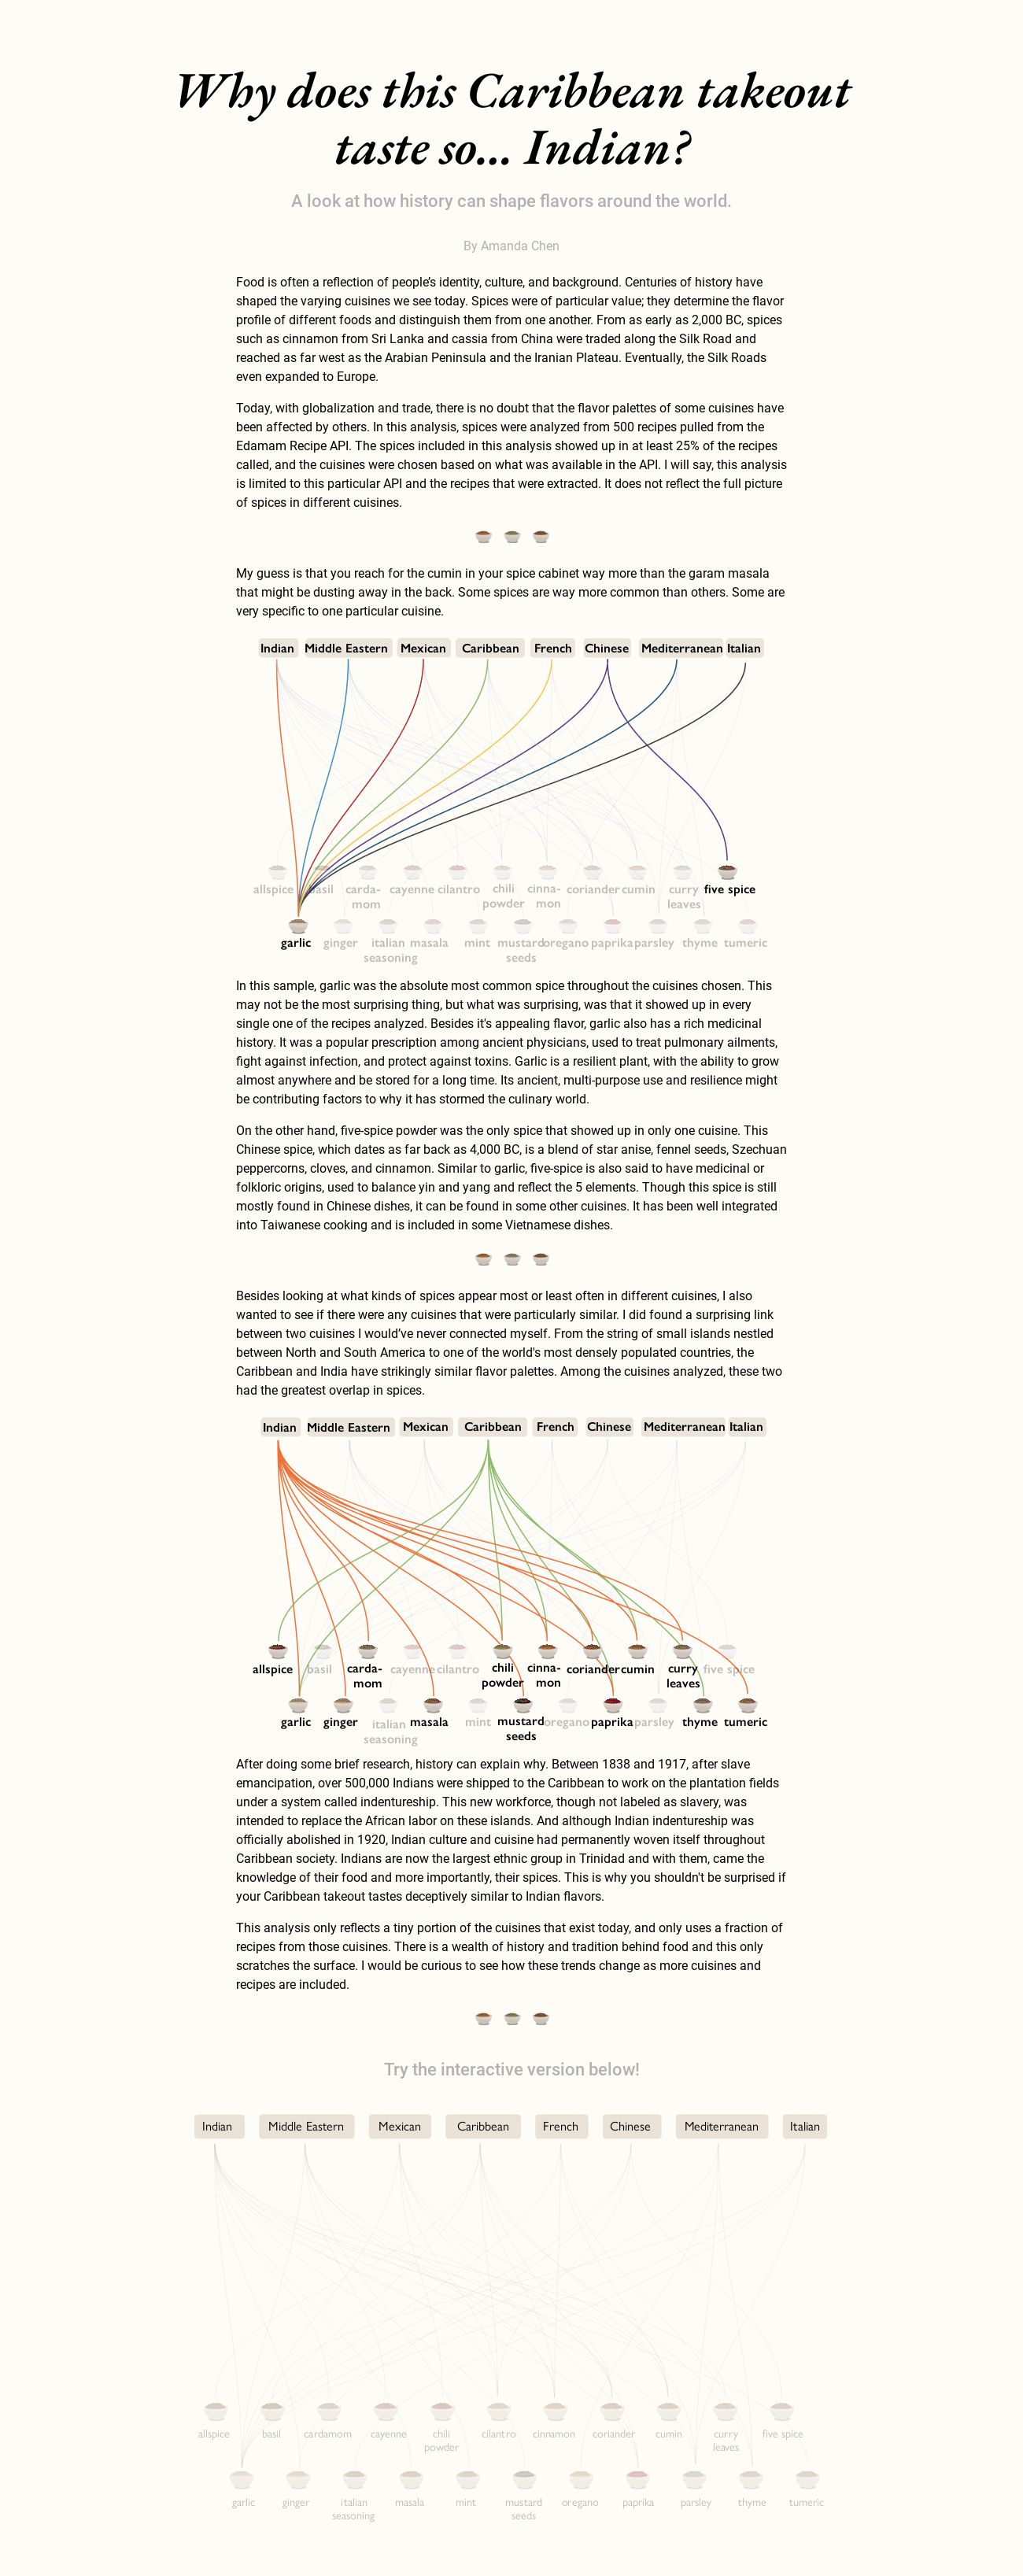 Why does this Caribbean takeout
taste so... Indian?
A look at how history can shape flavors around the world.
By Amanda Chen
Food is often a reflection of people's identity, culture, and background. Centuries of history have
shaped the varying cuisines we see today. Spices were of particular value; they determine the flavor
profile of different foods and distinguish them from one another. From as early as 2,000 BC, spices
such as cinnamon from Sri Lanka and cassia from China were traded along the Silk Road and
reached as far west as the Arabian Peninsula and the Iranian Plateau. Eventually, the Silk Roads
even expanded to Europe.
Today, with globalization and trade, there is no doubt that the flavor palettes of some cuisines have
been affected by others. In this analysis, spices were analyzed from 500 recipes pulled from the
Edamam Recipe API. The spices included in this analysis showed up in at least 25% of the recipes
called, and the cuisines were chosen based on what was available in the API. I will say, this analysis
is limited to this particular API and the recipes that were extracted. It does not reflect the full picture
of spices in different cuisines.
My guess is that you reach for the cumin in your spice cabinet way more than the garam masala
that might be dusting away in the back. Some spices are way more common than others. Some are
very specific to one particular cuisine.
Indian Middle Eastern Mexican Caribbean French Chinese Mediterranean Italian
allspice basil carda- cayenne cilantro chili cinna- coriander cumin curry five spice
mom powder mon leaves
garlic ginger italian masala mint mustard oregano paprika parsley thyme tumeric
seasoning seeds
In this sample, garlic was the absolute most common spice throughout the cuisines chosen. This
may not be the most surprising thing, but what was surprising, was that it showed up in every
single one of the recipes analyzed. Besides it's appealing flavor, garlic also has a rich medicinal
history. It was a popular prescription among ancient physicians, used to treat pulmonary ailments,
fight against infection, and protect against toxins. Garlic is a resilient plant, with the ability to grow
almost anywhere and be stored for a long time. Its ancient, multi-purpose use and resilience might
be contributing factors to why it has stormed the culinary world.
On the other hand, five-spice powder was the only spice that showed up in only one cuisine. This
Chinese spice, which dates as far back as 4,000 BC, is a blend of star anise, fennel seeds, Szechuan
peppercorns, cloves, and cinnamon. Similar to garlic, five-spice is also said to have medicinal or
folkloric origins, used to balance yin and yang and reflect the 5 elements. Though this spice is still
mostly found in Chinese dishes, it can be found in some other cuisines. It has been well integrated
into Taiwanese cooking and is included in some Vietnamese dishes.
Besides looking at what kinds of spices appear most or least often in different cuisines, I also
wanted to see if there were any cuisines that were particularly similar. I did found a surprising link
between two cuisines I would've never connected myself. From the string of small islands nestled
between North and South America to one of the world's most densely populated countries, the
Caribbean and India have strikingly similar flavor palettes. Among the cuisines analyzed, these two
had the greatest overlap in spices.
Indian Middle Eastern Mexican Caribbean French Chinese Mediterranean Italian
allspice basil carda- cayenne cilantro chili cinna- coriander cumin curry five spice
mom powder mon leaves
garlic ginger italian masala mint mustard oregano paprika parsley thyme tumeric
seasoning seeds
After doing some brief research, history can explain why. Between 1838 and 1917, after slave
emancipation, over 500,000 Indians were shipped to the Caribbean to work on the plantation fields
under a system called indentureship. This new workforce, though not labeled as slavery, was
intended to replace the African labor on these islands. And although Indian indentureship was
officially abolished in 1920, Indian culture and cuisine had permanently woven itself throughout
Caribbean society. Indians are now the largest ethnic group in Trinidad and with them, came the
knowledge of their food and more importantly, their spices. This is why you shouldn't be surprised if
your Caribbean takeout tastes deceptively similar to Indian flavors.
This analysis only reflects a tiny portion of the cuisines that exist today, and only uses a fraction of
recipes from those cuisines. There is a wealth of history and tradition behind food and this only
scratches the surface. I would be curious to see how these trends change as more cuisines and
recipes are included.
Try the interactive version below!
Indian Middle Eastern Mexican Caribbean French Chinese Mediterranean Italian
allspice basil cardamom cayenne chili cilantro cinnamon coriander cumin curry five spice
powder leaves
garlic ginger italian masala mint mustard oregano paprika parsley thyme tumeric
seasoning seeds